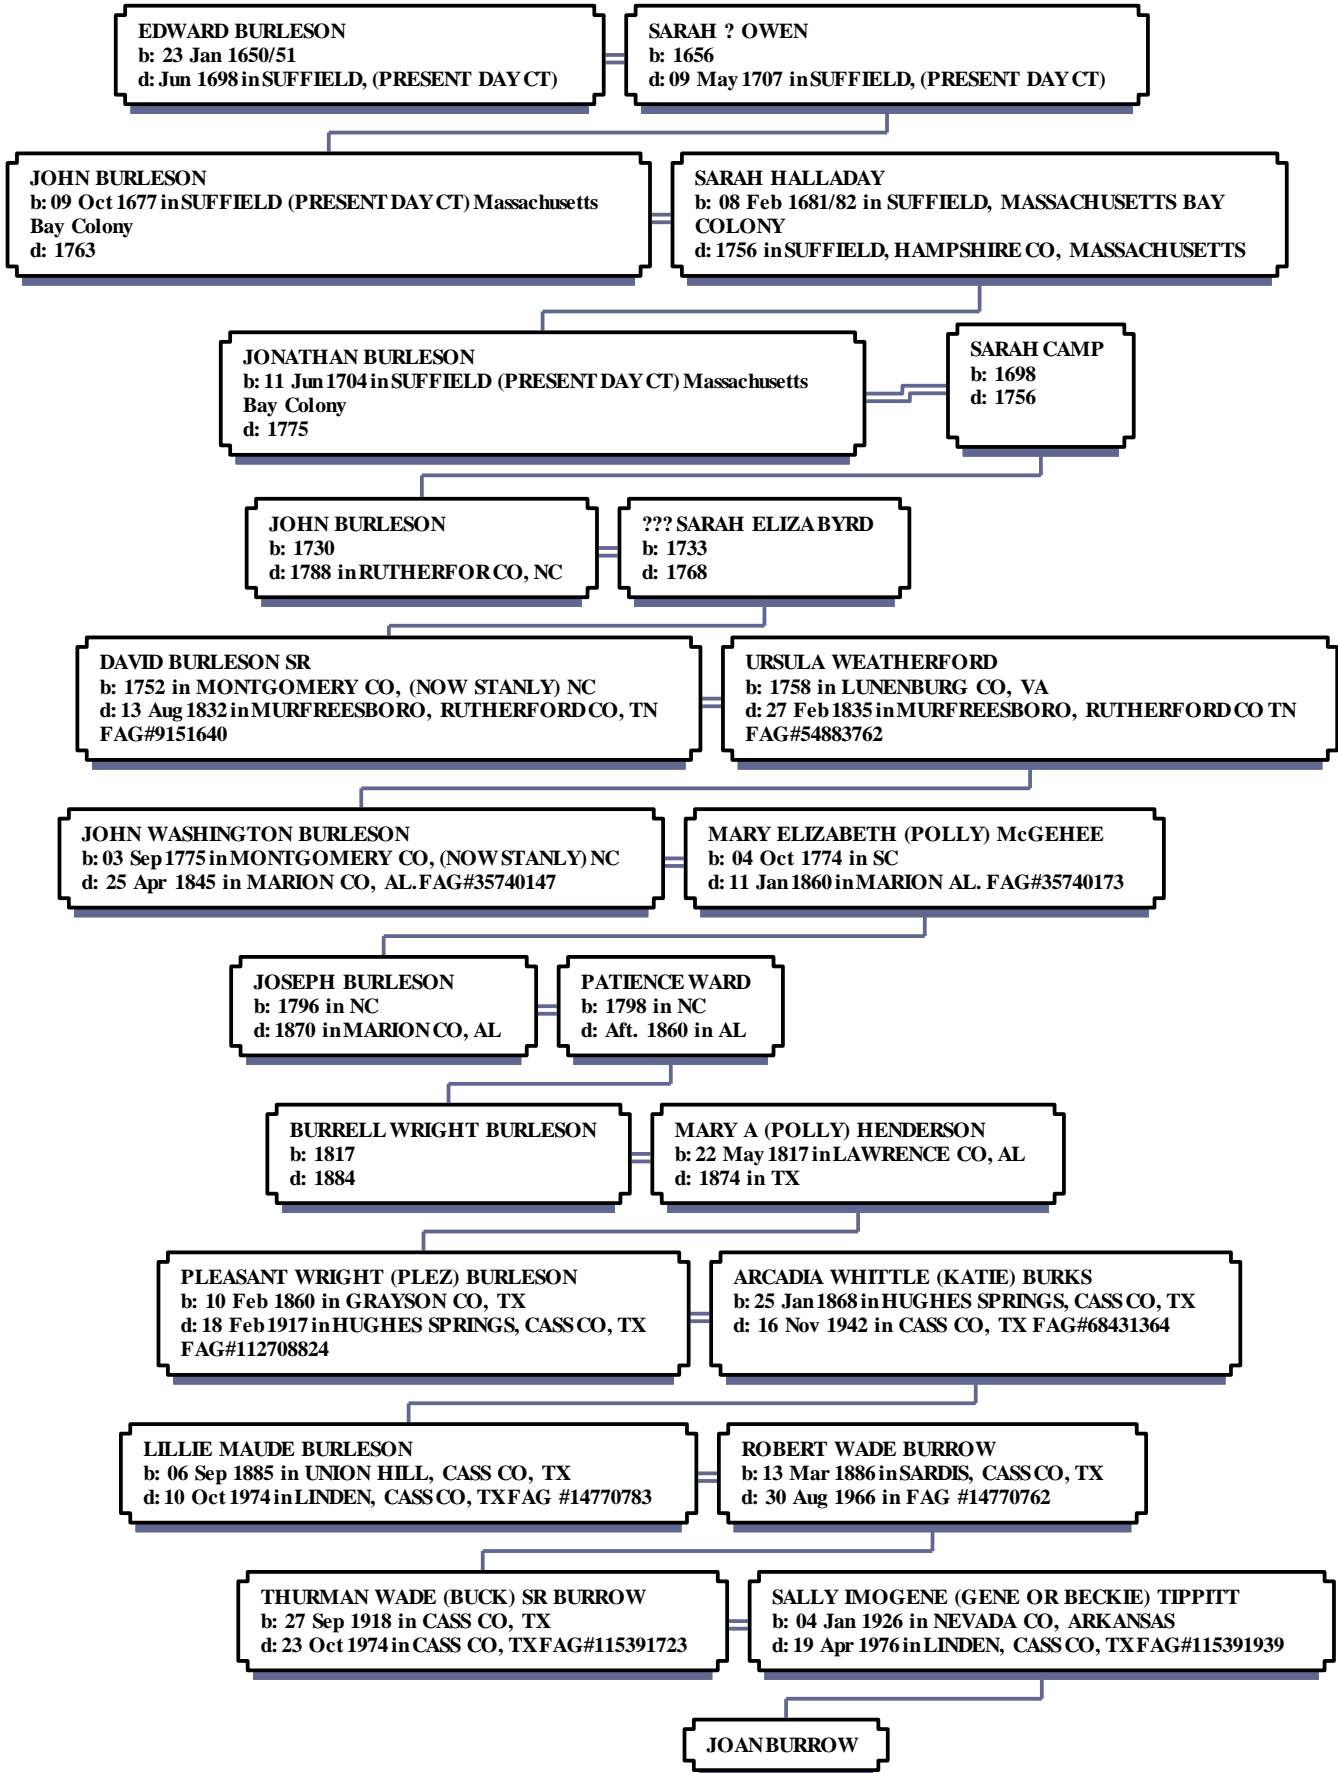 EDWARD BURLESON
b: 23 Jan 1650/51
d: Jun 1698 in SUFFIELD, (PRESENT DAY CT)
SARAH ? OWEN
b: 1656
d: 09 May 1707 in SUFFIELD, (PRESENT DAY CT)
JOHN BURLESON
b: 09 Oct 1677 in SUFFIELD (PRESENT DAY CT) Massachusetts
Bay Colony
d: 1763
SARAH HALLADAY
b: 08 Feb 1681/82 in SUFFIELD, MASSACHUSETTS BAY
COLONY
d: 1756 in SUFFIELD, HAMPSHIRE CO, MASSACHUSETTS
JONATHAN BURLESON
b: 11 Jun 1704 in SUFFIELD (PRESENT DAY CT) Massachusetts
Bay Colony
d: 1775
SARAH CAMP
b: 1698
d: 1756
JOHN BURLESON
b: 1730
d: 1788 in RUTHERFOR CO, NC
??? SARAH ELIZA BYRD
b: 1733
d: 1768
DAVID BURLESON SR
b: 1752 in MONTGOMERY CO, (NOW STANLY) NC
d: 13 Aug 1832 in MURFREESBORO, RUTHERFORD CO, TN
FAG#9151640
URSULA WEATHERFORD
b: 1758 in LUNENBURG CO, VA
d: 27 Feb 1835 in MURFREESBORO, RUTHERFORD CO TN
FAG#54883762
JOHN WASHINGTON BURLESON
b: 03 Sep 1775 in MONTGOMERY CO, (NOW STANLY) NC
d: 25 Apr 1845 in MARION CO, AL. FAG#35740147
MARY ELIZABETH (POLLY) McGEHEE
b: 04 Oct 1774 in SC
d: 11 Jan 1860 in MARION AL. FAG#35740173
JOSEPH BURLESON
b: 1796 in NC
d: 1870 in MARION CO, AL
PATIENCE WARD
b: 1798 in NC
d: Aft. 1860 in AL
BURRELL WRIGHT BURLESON
b: 1817
d: 1884
MARY A (POLLY) HENDERSON
b: 22 May 1817 in LAWRENCE CO, AL
d: 1874 in TX
PLEASANT WRIGHT (PLEZ) BURLESON
b: 10 Feb 1860 in GRAYSON CO, TX
d: 18 Feb 1917 in HUGHES SPRINGS, CASS CO, TX
FAG#112708824
ARCADIA WHITTLE (KATIE) BURKS
b: 25 Jan 1868 in HUGHES SPRINGS, CASS CO, TX
d: 16 Nov 1942 in CASS CO, TX FAG#68431364
LILLIE MAUDE BURLESON
b: 06 Sep 1885 in UNION HILL, CASS CO, TX
d: 10 Oct 1974 in LINDEN, CASS CO, TX FAG #14770783
ROBERT WADE BURROW
b: 13 Mar 1886 in SARDIS, CASS CO, TX
d: 30 Aug 1966 in FAG #14770762
THURMAN WADE (BUCK) SR BURROW
b: 27 Sep 1918 in CASS CO, TX
d: 23 Oct 1974 in CASS CO, TX FAG#115391723
SALLY IMOGENE (GENE OR BECKIE) TIPPITT
b: 04 Jan 1926 in NEVADA CO, ARKANSAS
d: 19 Apr 1976 in LINDEN, CASS CO, TX FAG#115391939
JOAN BURROW